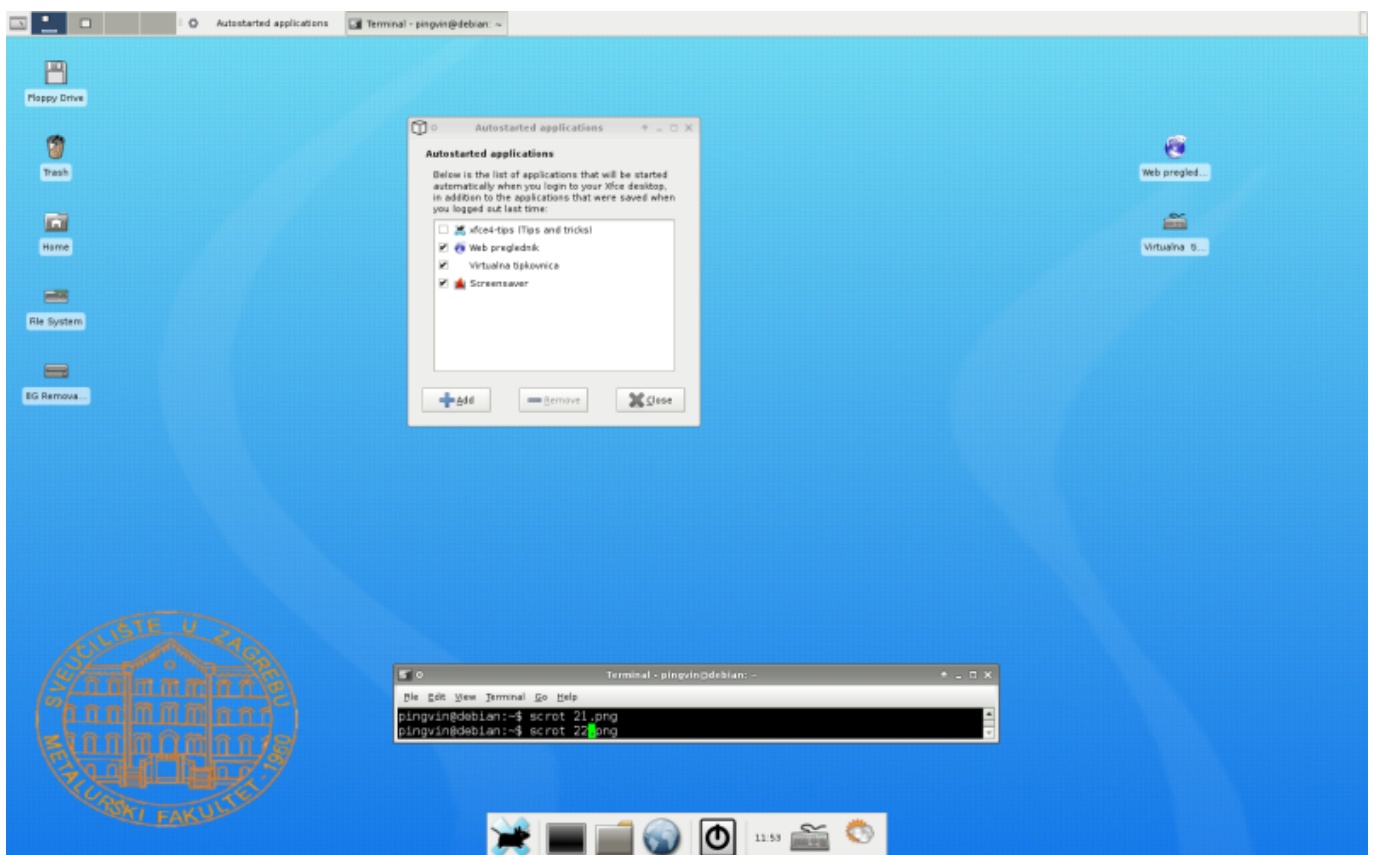 Autostarted applications
Terminal - pingvin@debian: ~
Floppy Drive
Trash
Home
File System
8G Remova...
Autostarted applications
Autostarted applications
Below is the list of applications that will be started
automatically when you login to your Xfce desktop,
in addition to the applications that were saved when
you logged out last time:
xfce4-tips (Tips and tricks)
Web preglednik
Virtualna tipkovnica
Screensaver
Add
Remove
Close
Web pregled...
Virtualna ti...
SVEUČILIŠTE U ZAGREBU
METALURŠKI FAKULTET-1960
Terminal - pingvin@debian: ~
File Edit View Terminal Go Help
pingvin@debian:~$ scrot 21.png
pingvin@debian:~$ scrot 22.png
11:53